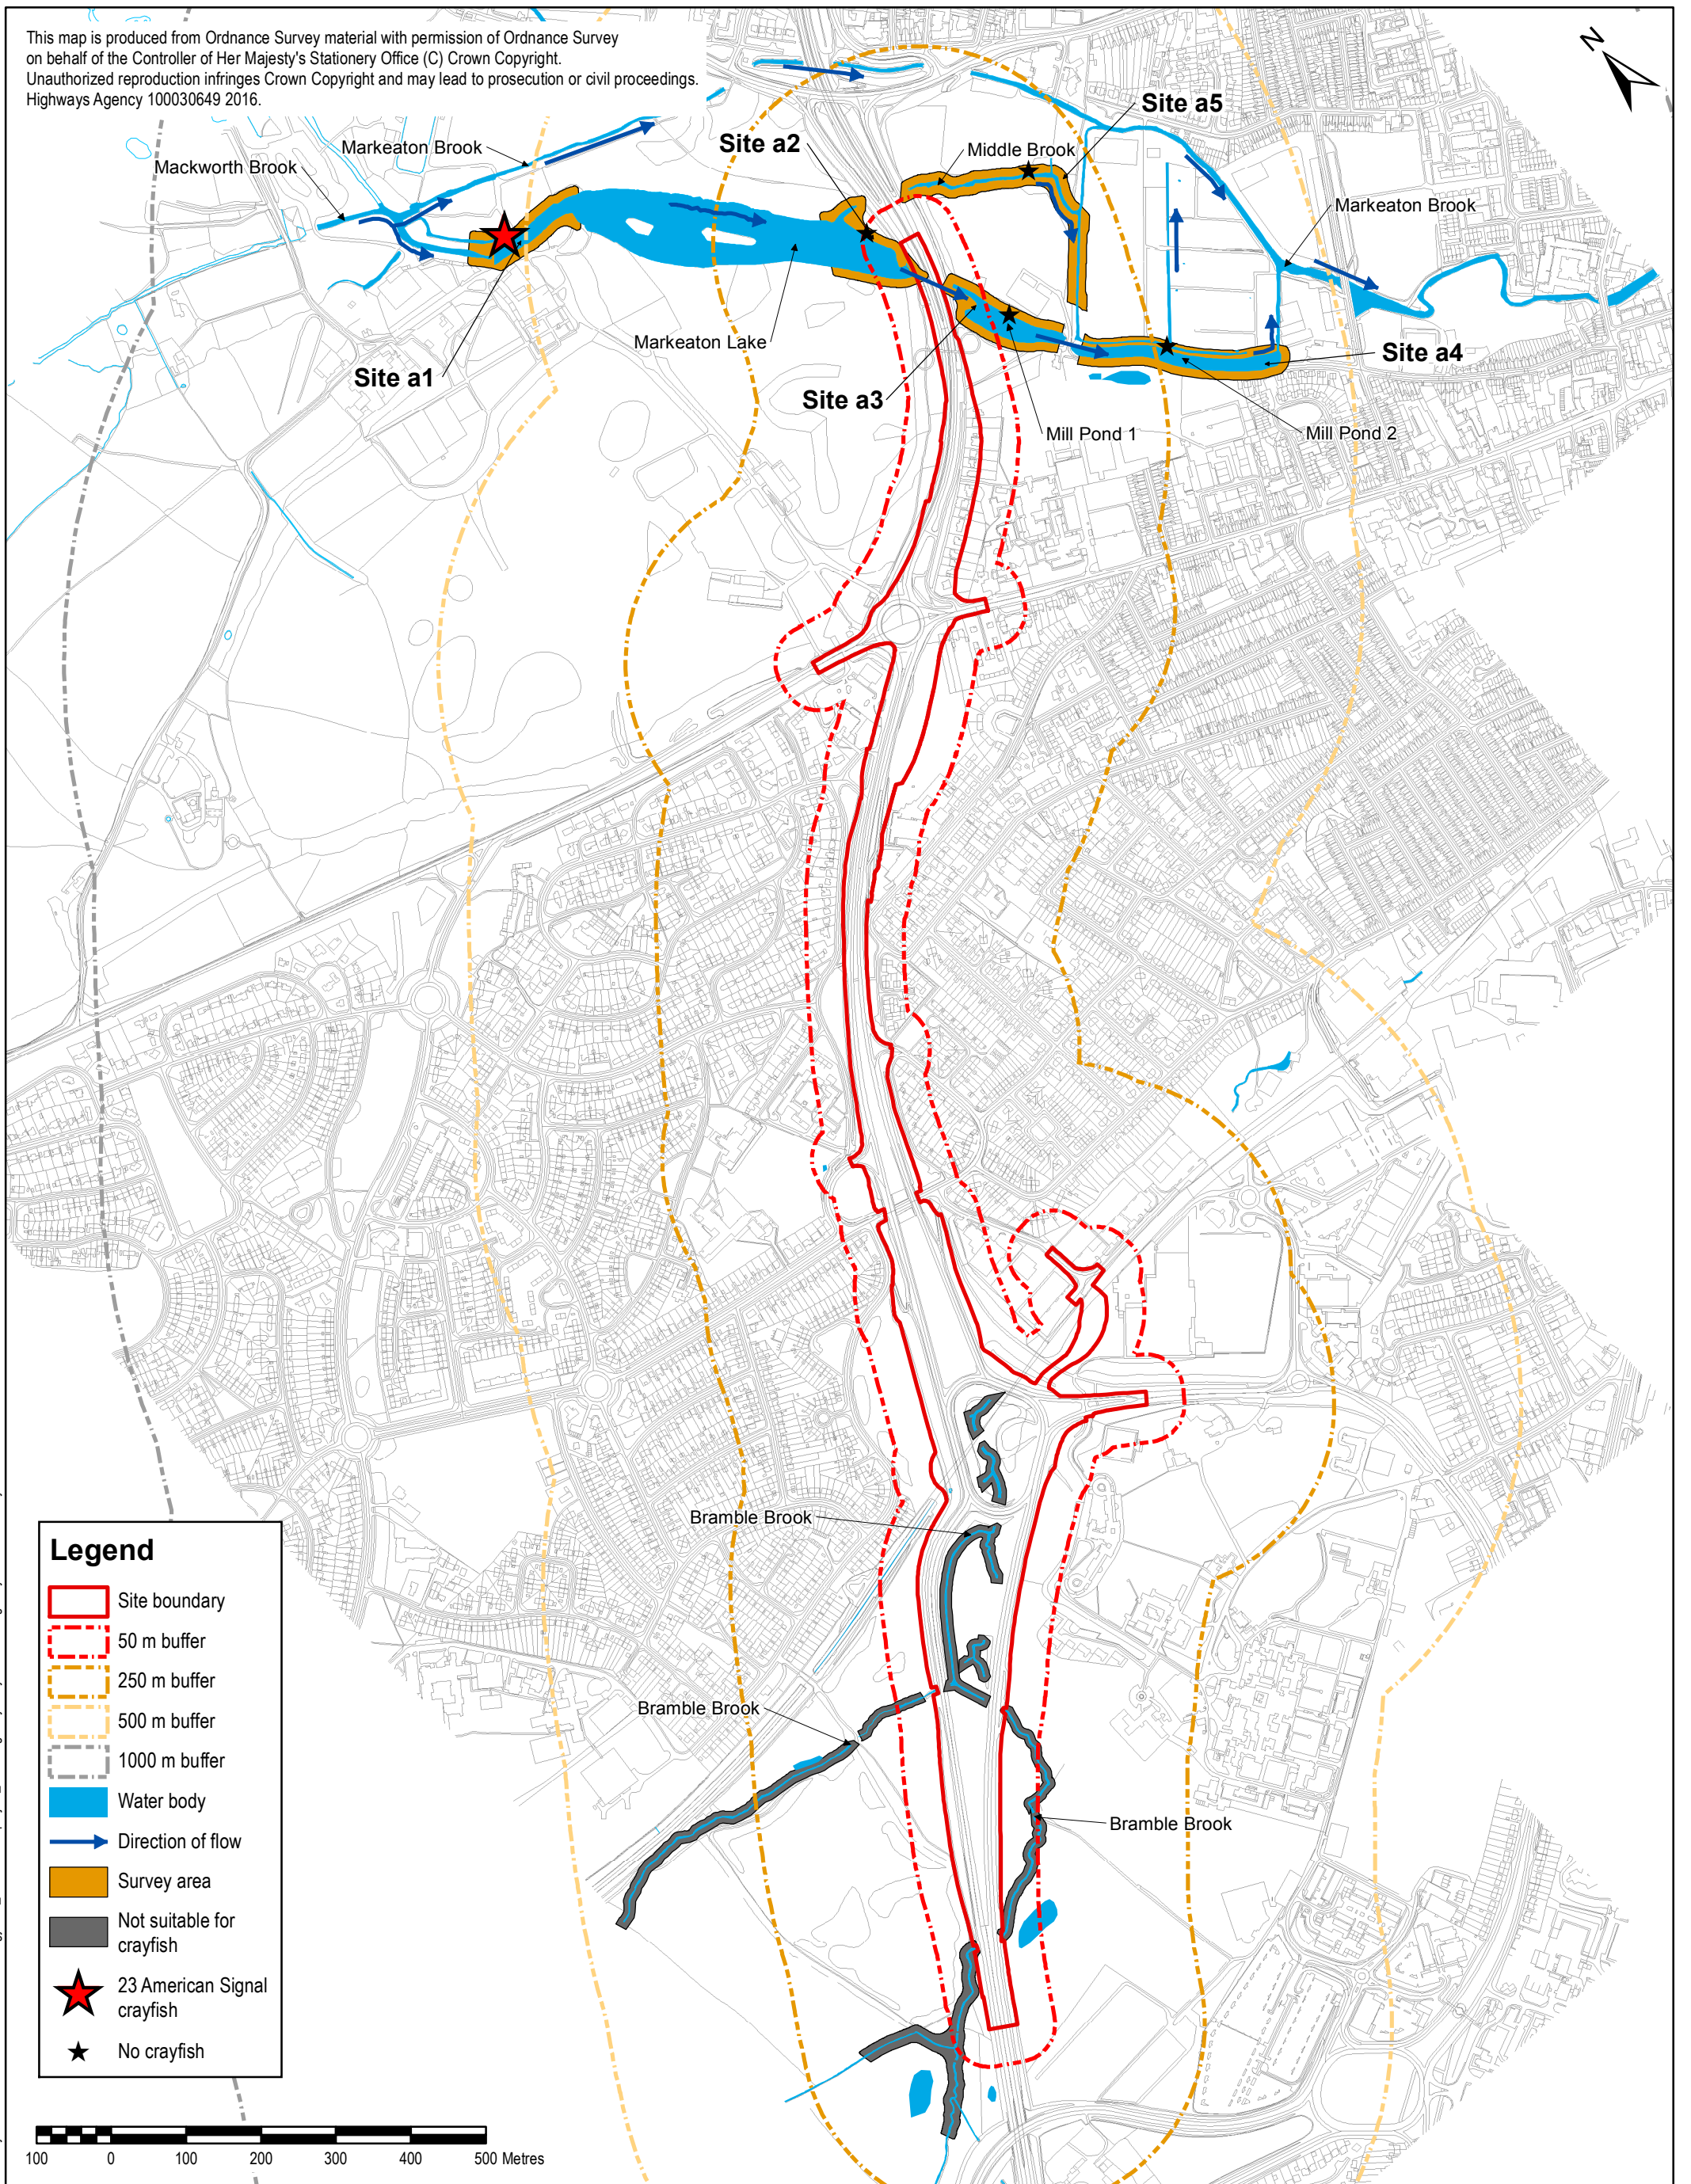 This map is produced from Ordnance Survey material with permission of Ordnance Survey
on behalf of the Controller of Her Majesty's Stationery Office (C) Crown Copyright.
Unauthorized reproduction infringes Crown Copyright and may lead to prosecution or civil proceedings.
Highways Agency 100030649 2016.
N
Site a5
Site a2
Markeaton Brook
Middle Brook
Mackworth Brook
Markeaton Brook
Markeaton Lake
Site a4
Site a1
Site a3
Mill Pond 1
Mill Pond 2
Bramble Brook
Bramble Brook
Bramble Brook
Legend
Site boundary
50 m buffer
250 m buffer
500 m buffer
1000 m buffer
Water body
Direction of flow
Survey area
Not suitable for
crayfish
23 American Signal
crayfish
No crayfish
100 0 100 200 300 400 500 Metres